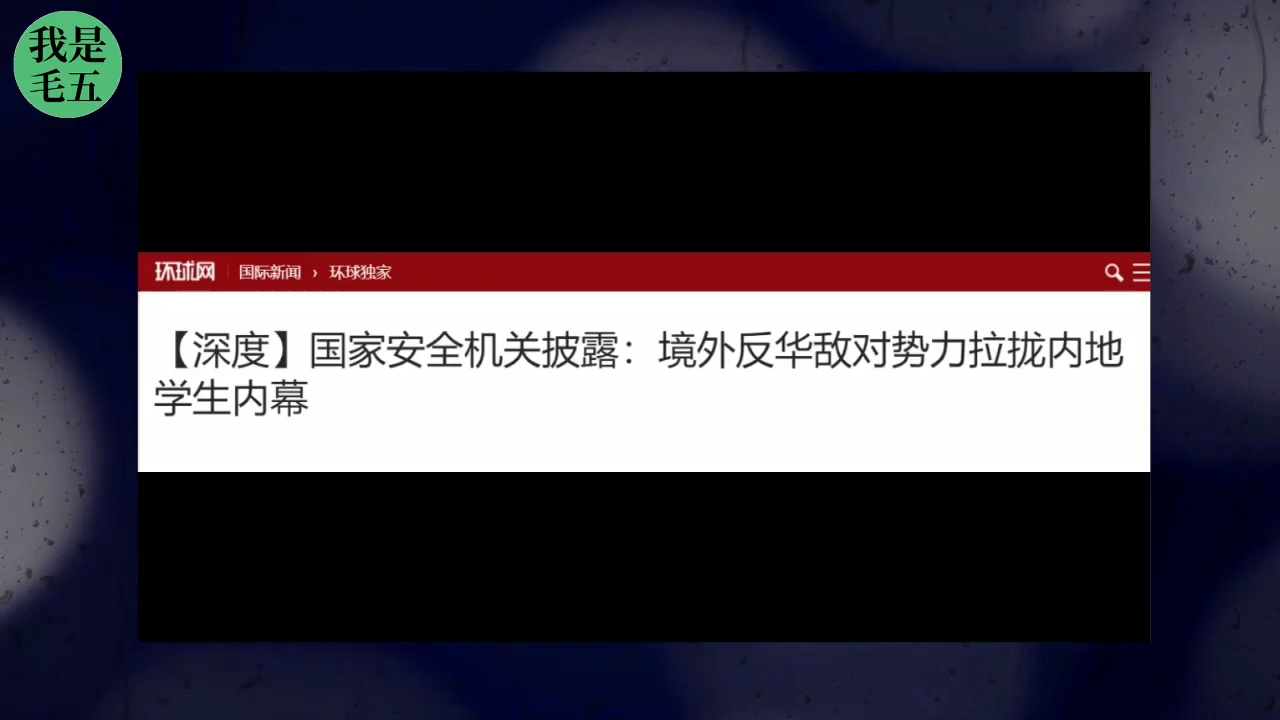 我是
毛五
环球网 国际新闻 › 环球独家
【深度】国家安全机关披露：境外反华敌对势力拉拢内地
学生内幕